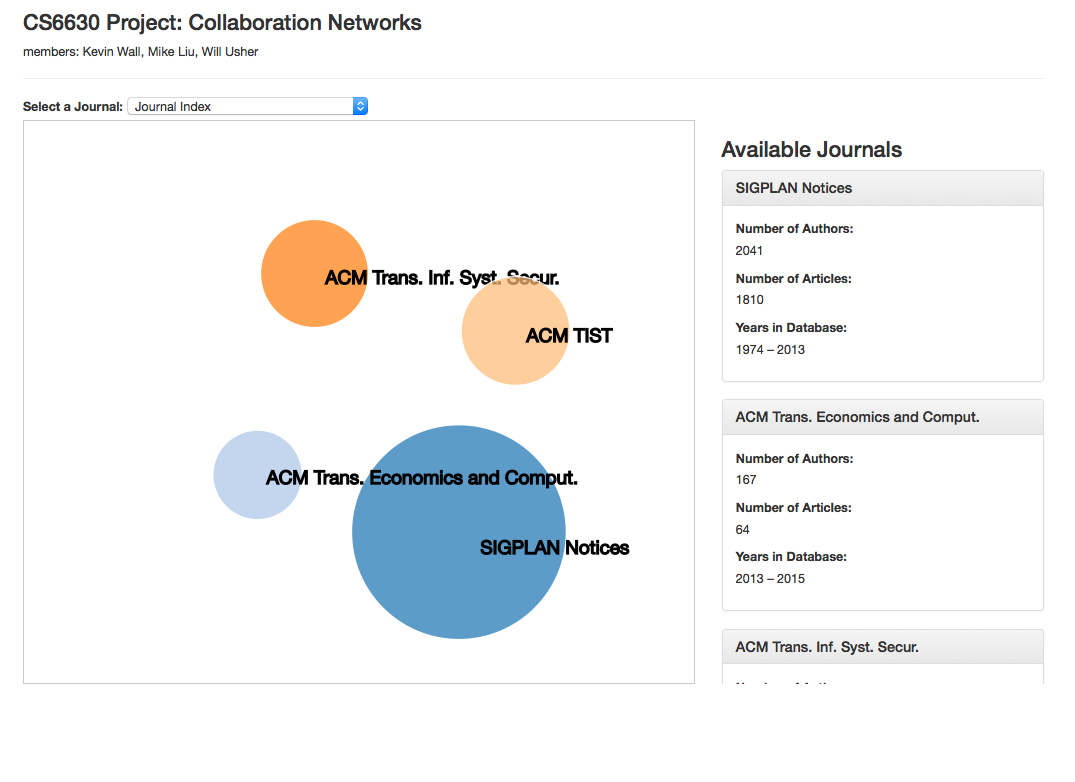 CS6630 Project: Collaboration Networks
members: Kevin Wall, Mike Liu, Will Usher
Select a Journal: Journal Index
ACM Trans. Inf. Syst. Secur.
ACM TIST
ACM Trans. Economics and Comput.
SIGPLAN Notices
Available Journals
SIGPLAN Notices
Number of Authors:
2041
Number of Articles:
1810
Years in Database:
1974 – 2013
ACM Trans. Economics and Comput.
Number of Authors:
167
Number of Articles:
64
Years in Database:
2013 – 2015
ACM Trans. Inf. Syst. Secur.